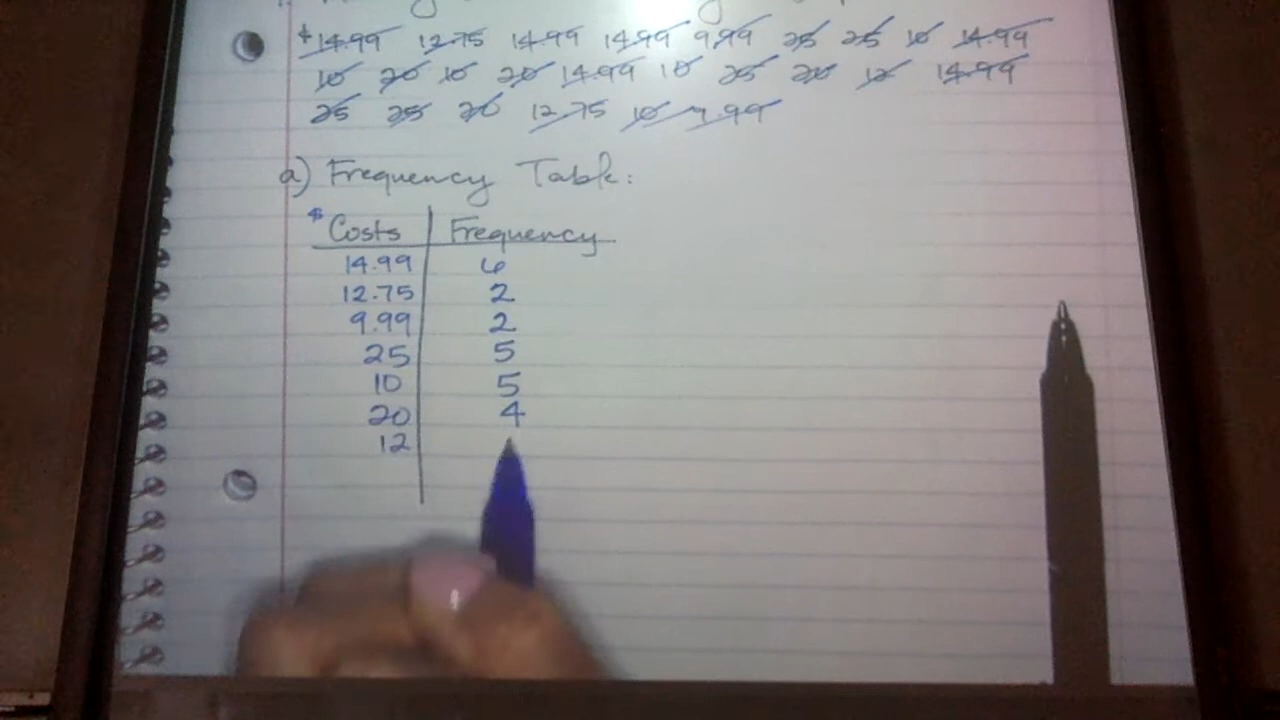 $14.99 12.75 14.99 14.99 9.99 25 25 10 14.99
10 20 10 20 14.99 10 25 20 12 14.99
25 25 20 12.75 10 9.99
a) Frequency Table:
$ Costs Frequency
14.99 6
12.75 2
9.99 2
25 5
10 5
20 4
12